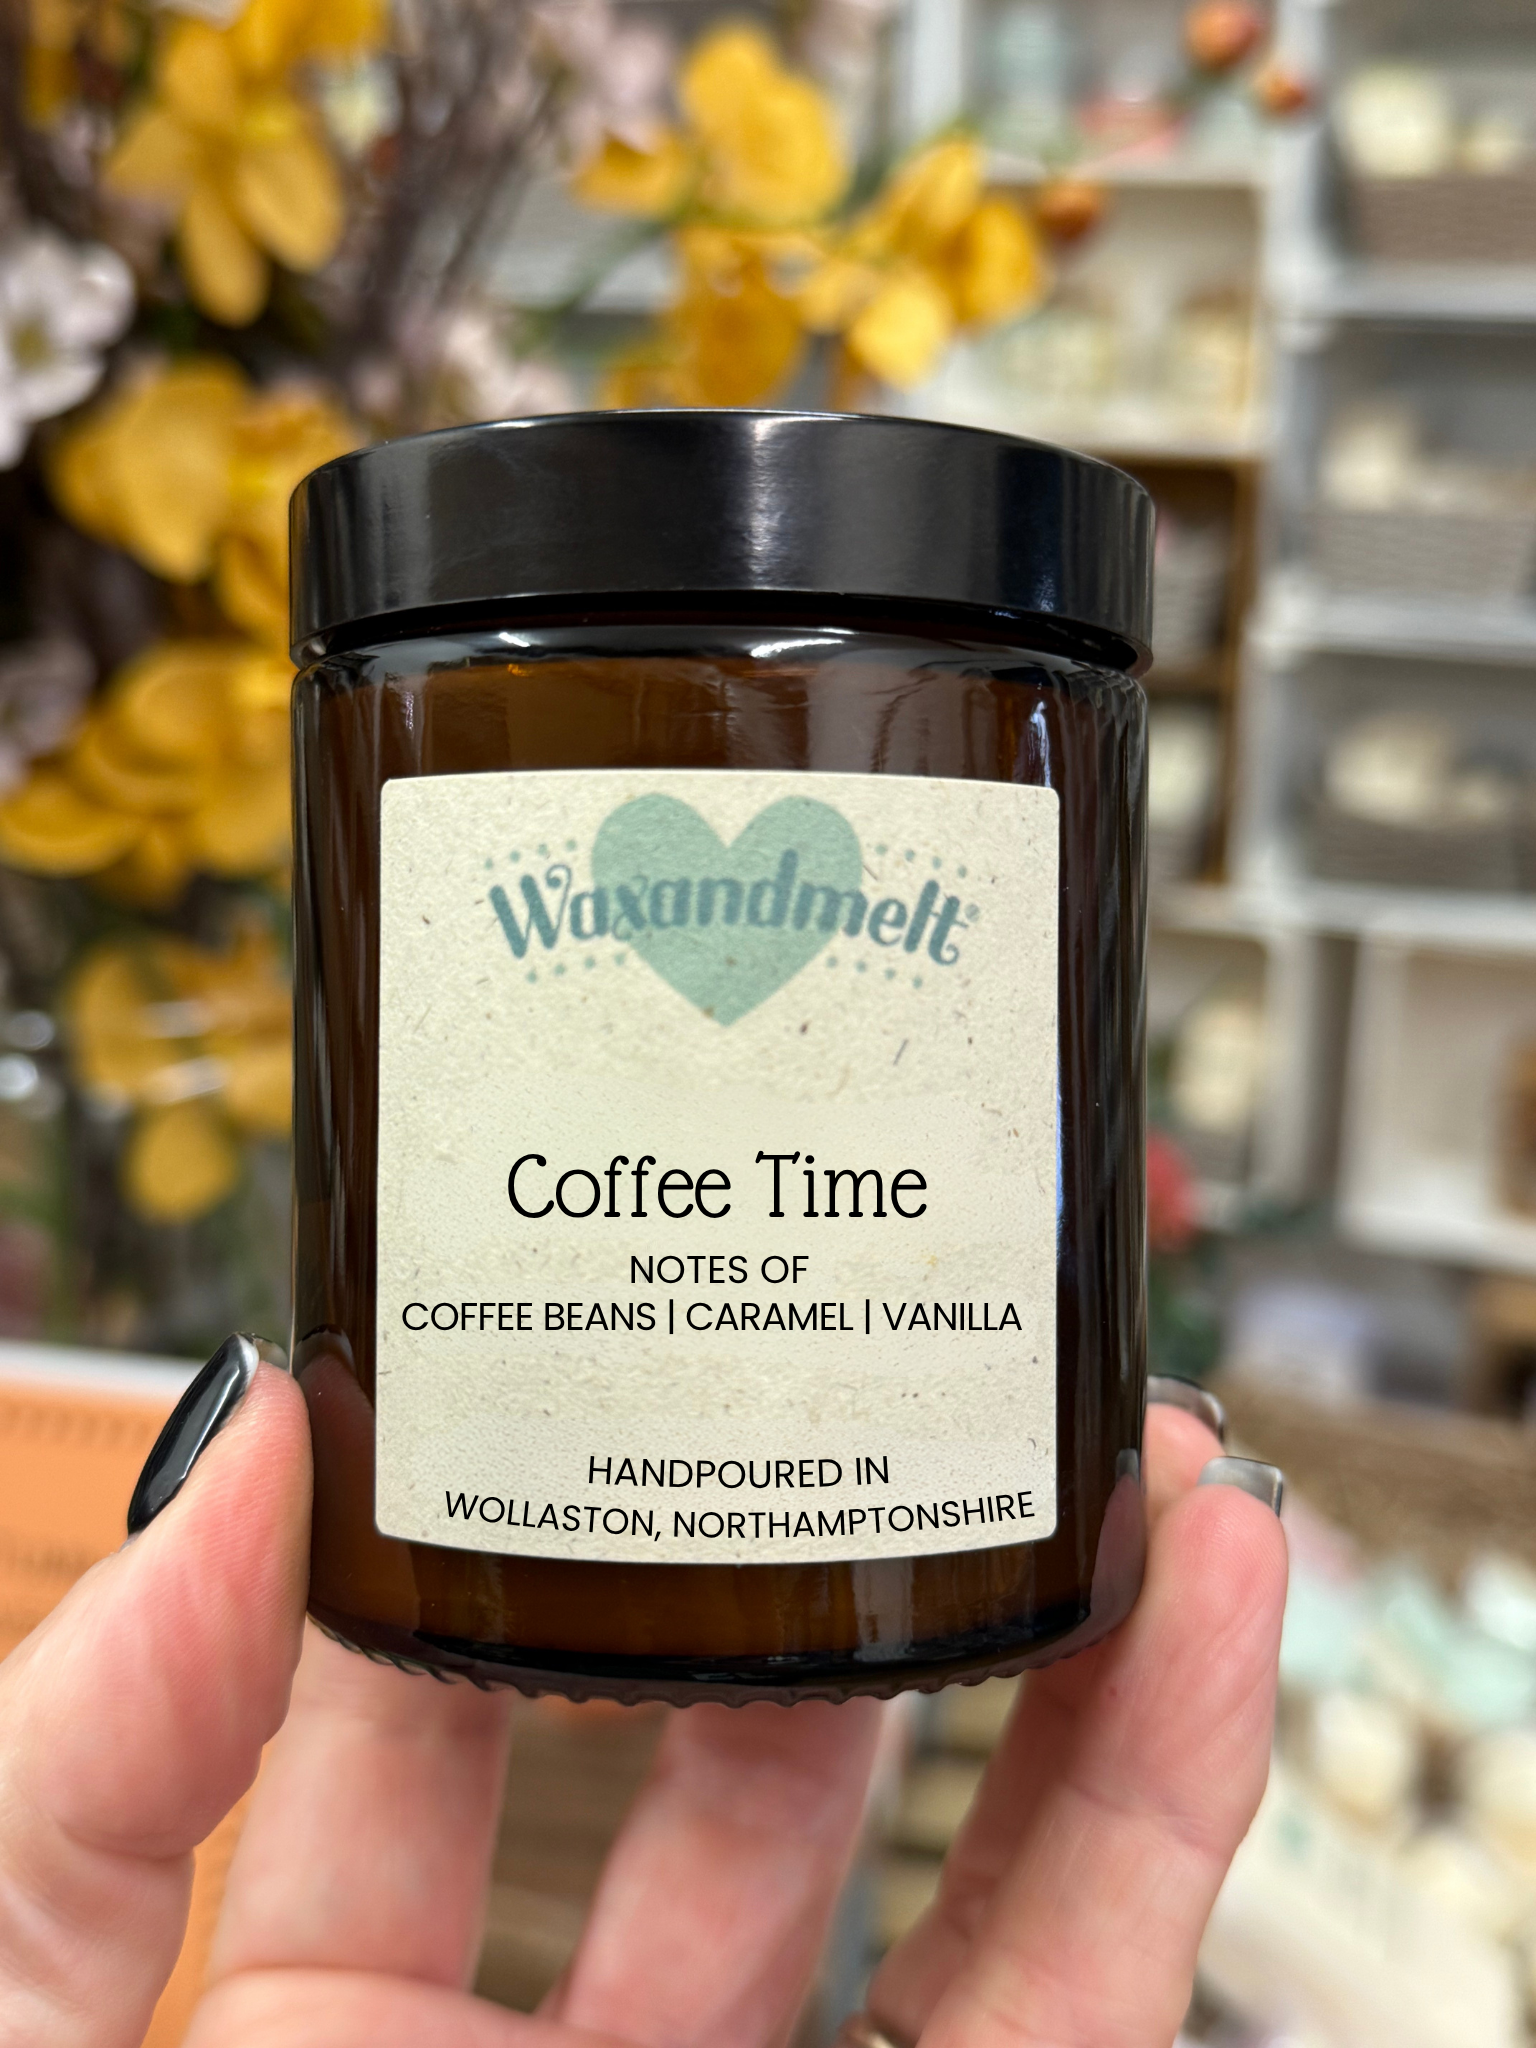 Waxandmelt®
Coffee Time
NOTES OF
COFFEE BEANS | CARAMEL | VANILLA
HANDPOURED IN
WOLLASTON, NORTHAMPTONSHIRE